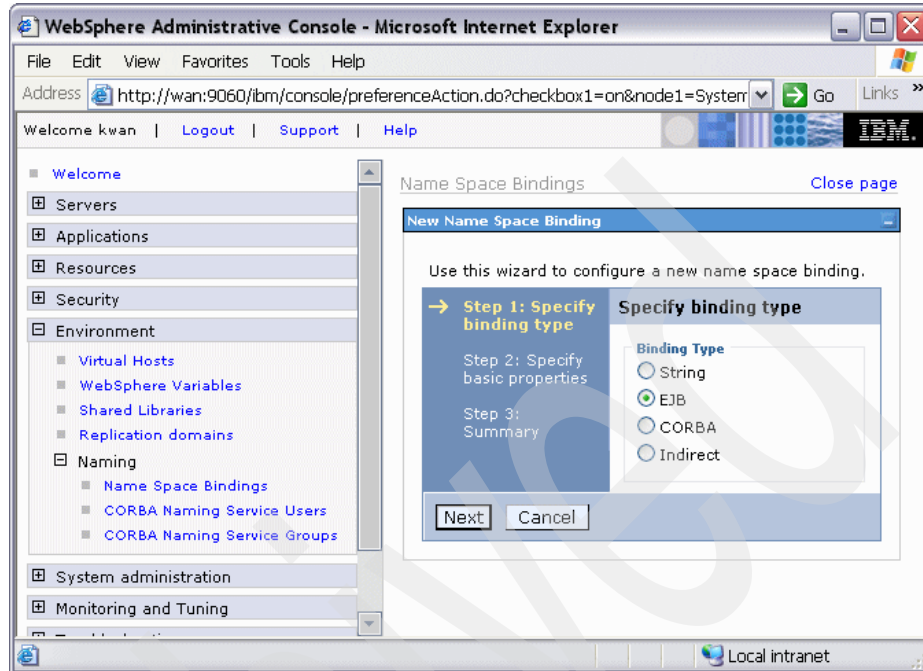 WebSphere Administrative Console - Microsoft Internet Explorer
File Edit View Favorites Tools Help
Address http://wan:9060/ibm/console/preferenceAction.do?checkbox1=on&node1=System Go Links »
Welcome kwan | Logout | Support | Help IBM.
Welcome
Servers
Applications
Resources
Security
Environment
Virtual Hosts
WebSphere Variables
Shared Libraries
Replication domains
Naming
Name Space Bindings
CORBA Naming Service Users
CORBA Naming Service Groups
System administration
Monitoring and Tuning
Name Space Bindings Close page
New Name Space Binding
Use this wizard to configure a new name space binding.
Step 1: Specify
binding type
Step 2: Specify
basic properties
Step 3:
Summary
Specify binding type
Binding Type
String
EJB
CORBA
Indirect
Next Cancel
Local intranet